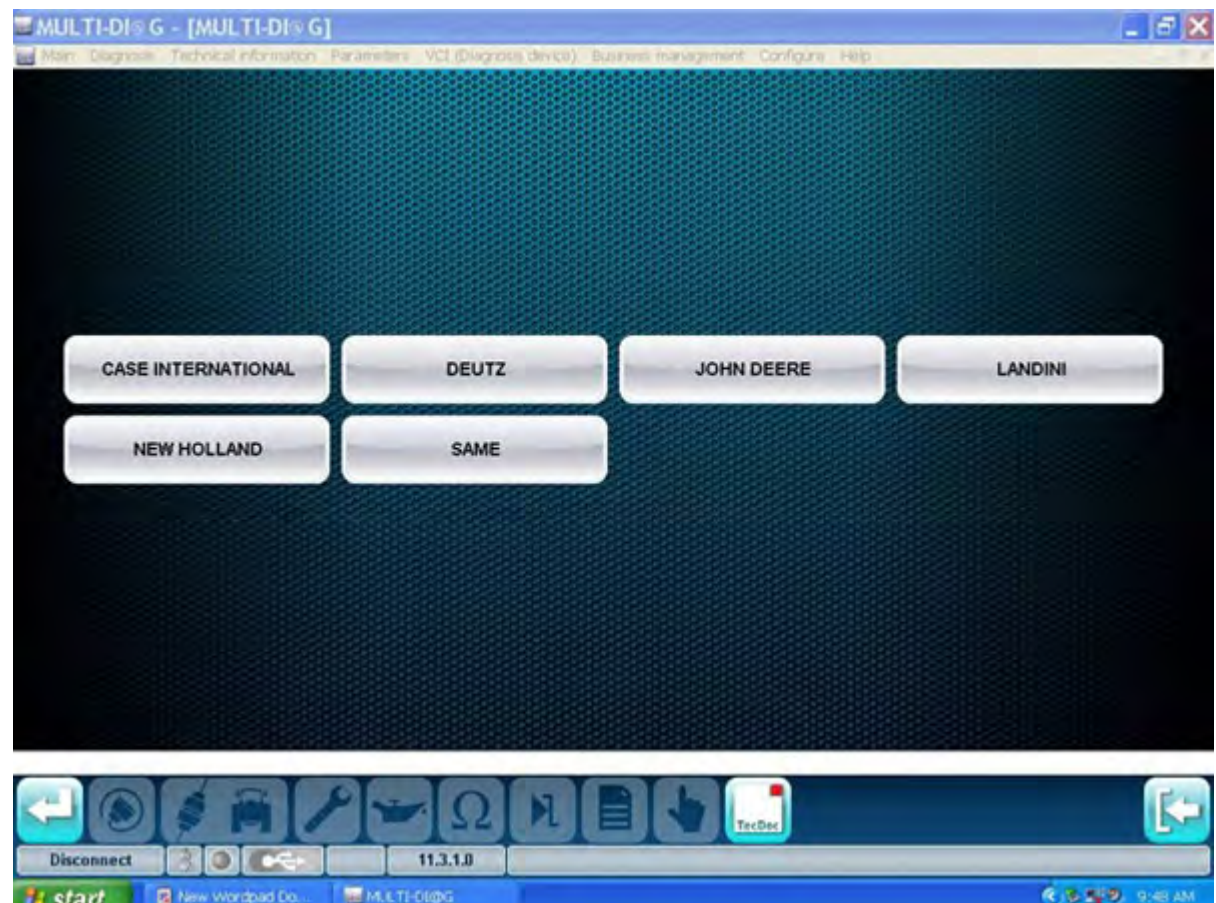 MULTI-DI@G - [MULTI-DI@G]
Main Diagnosis Technical information Parameters VCI (Diagnosis device) Business management Configure Help
CASE INTERNATIONAL DEUTZ JOHN DEERE LANDINI
NEW HOLLAND SAME
Ω
TecDoc
Disconnect 11.3.1.0
start New Wordpad Do... MULTI-DI@G 9:48 AM